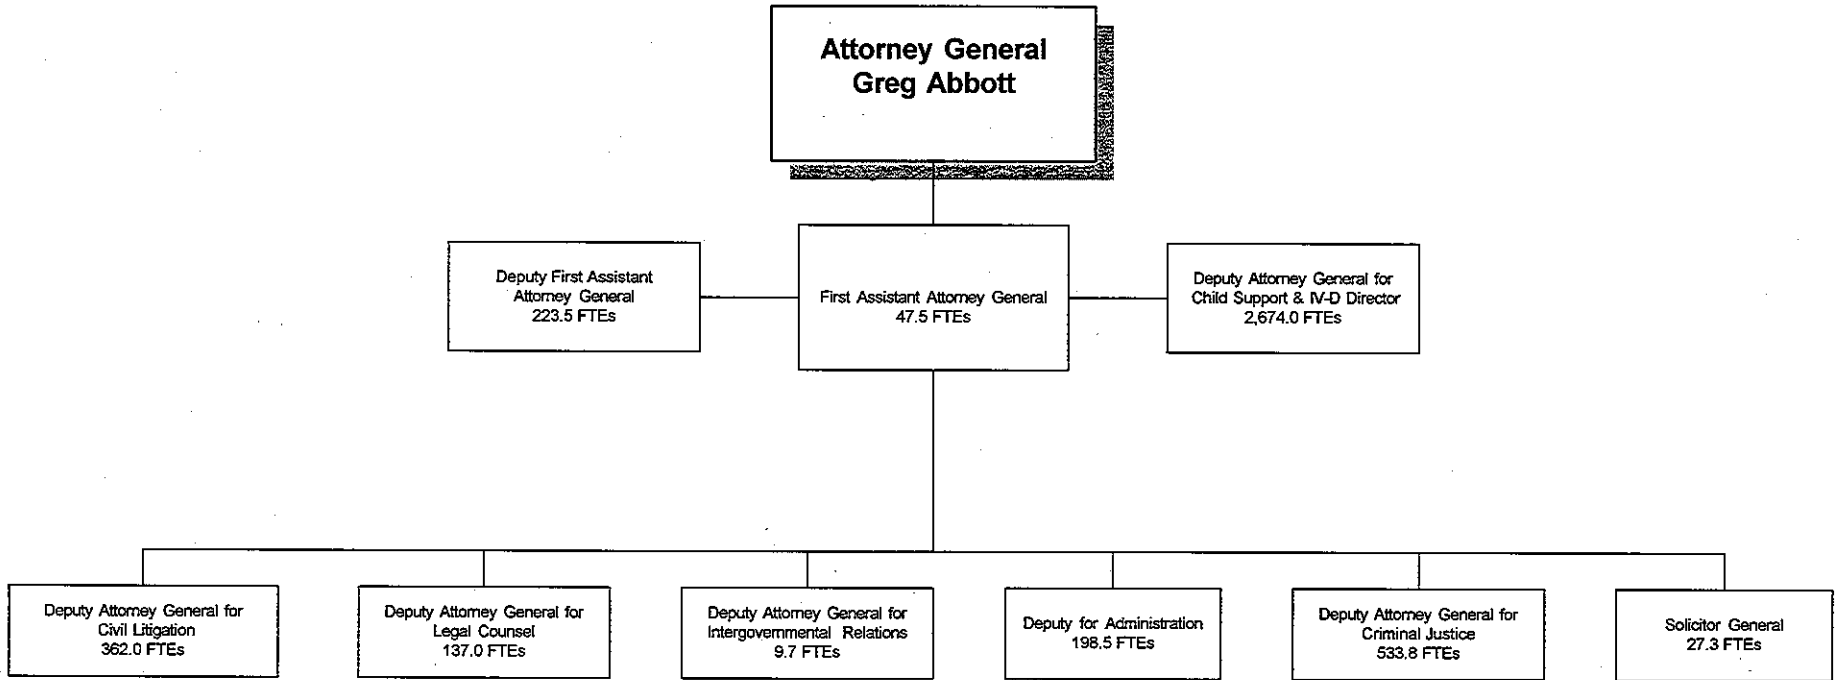 Attorney General
Greg Abbott
Deputy First Assistant
Attorney General
223.5 FTEs
First Assistant Attorney General
47.5 FTEs
Deputy Attorney General for
Child Support & IV-D Director
2,674.0 FTEs
Deputy Attorney General for
Civil Litigation
362.0 FTEs
Deputy Attorney General for
Legal Counsel
137.0 FTEs
Deputy Attorney General for
Intergovernmental Relations
9.7 FTEs
Deputy for Administration
198.5 FTEs
Deputy Attorney General for
Criminal Justice
533.8 FTEs
Solicitor General
27.3 FTEs